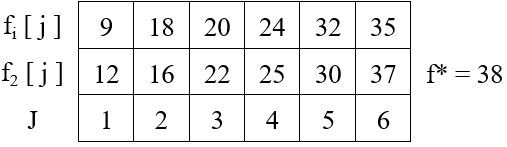 fᵢ [ j ] 9 18 20 24 32 35
f₂ [ j ] 12 16 22 25 30 37 f* = 38
J 1 2 3 4 5 6